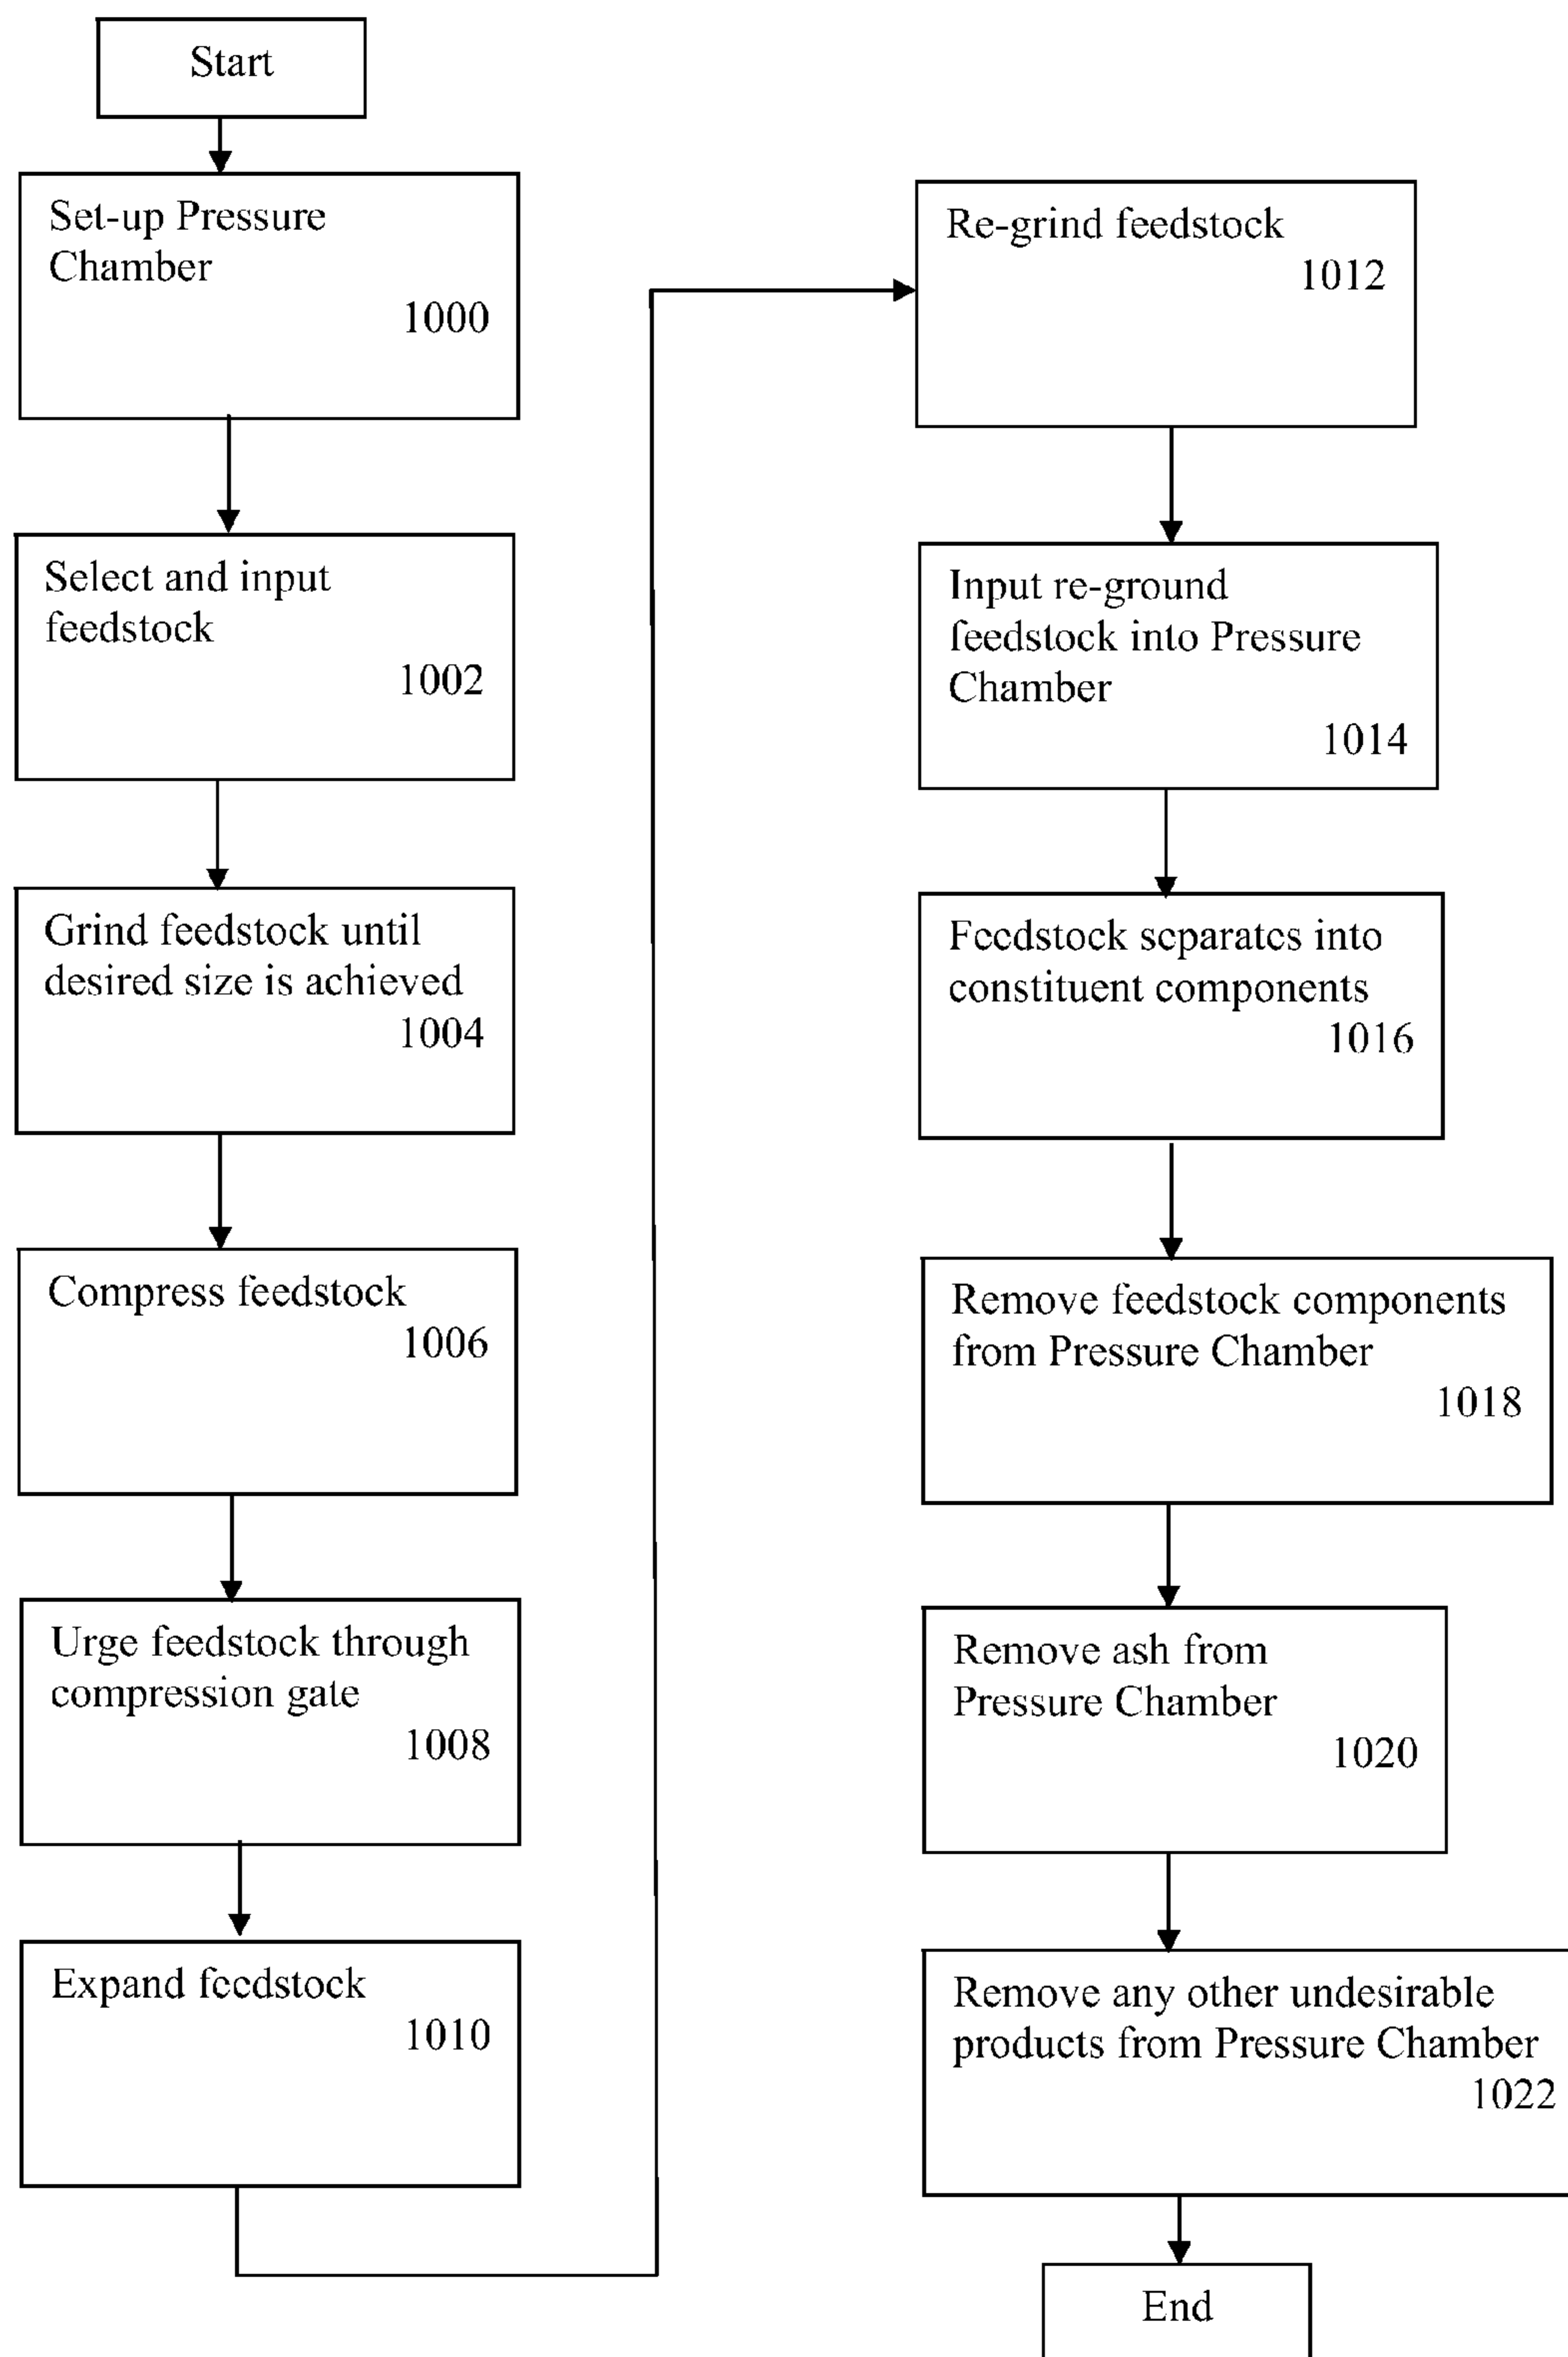 Start
Set-up Pressure
Chamber
1000
Select and input
feedstock
1002
Grind feedstock until
desired size is achieved
1004
Compress feedstock
1006
Urge feedstock through
compression gate
1008
Expand feedstock
1010
Re-grind feedstock
1012
Input re-ground
feedstock into Pressure
Chamber
1014
Feedstock separates into
constituent components
1016
Remove feedstock components
from Pressure Chamber
1018
Remove ash from
Pressure Chamber
1020
Remove any other undesirable
products from Pressure Chamber
1022
End